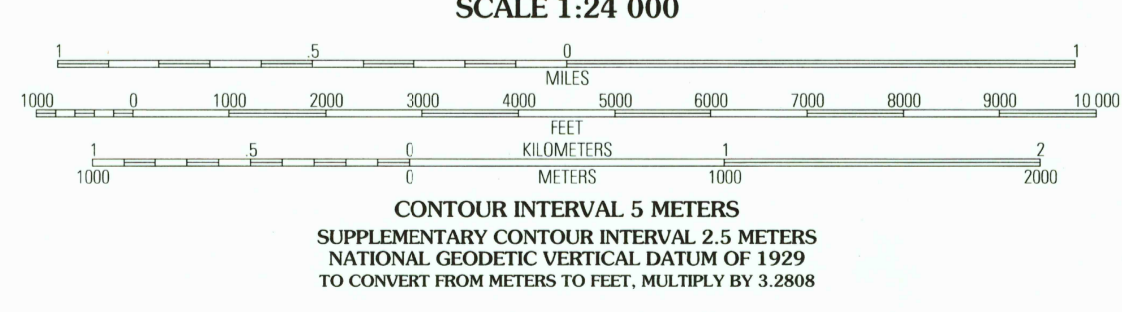 SCALE 1:24 000
1 .5 0 1
MILES
1000 0 1000 2000 3000 4000 5000 6000 7000 8000 9000 10 000
FEET
1 .5 0 KILOMETERS 1 2
1000 0 METERS 1000 2000
CONTOUR INTERVAL 5 METERS
SUPPLEMENTARY CONTOUR INTERVAL 2.5 METERS
NATIONAL GEODETIC VERTICAL DATUM OF 1929
TO CONVERT FROM METERS TO FEET, MULTIPLY BY 3.2808